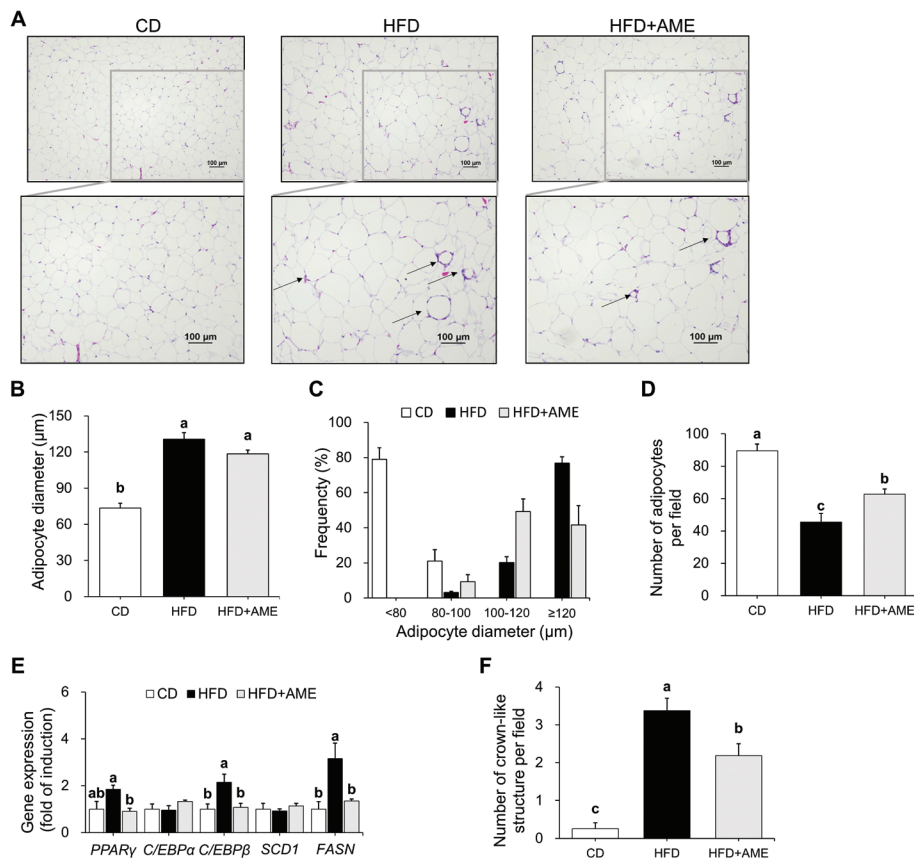 A
CD
HFD
HFD+AME
100 µm
100 µm
100 µm
100 µm
100 µm
100 µm
B
Adipocyte diameter (µm)
150
120
90
60
30
0
b
a
a
CD
HFD
HFD+AME
C
CD
HFD
HFD+AME
Frequencty (%)
80
60
40
20
0
<80
80-100
100-120
≥120
Adipocyte diameter (µm)
D
Number of adipocytes
per field
100
80
60
40
20
0
a
c
b
CD
HFD
HFD+AME
E
CD
HFD
HFD+AME
Gene expression
(fold of induction)
6
4
2
0
ab
a
b
b
a
b
b
a
b
PPARγ
C/EBPα
C/EBPβ
SCD1
FASN
F
Number of crown-like
structure per field
4
3
2
1
0
c
a
b
CD
HFD
HFD+AME